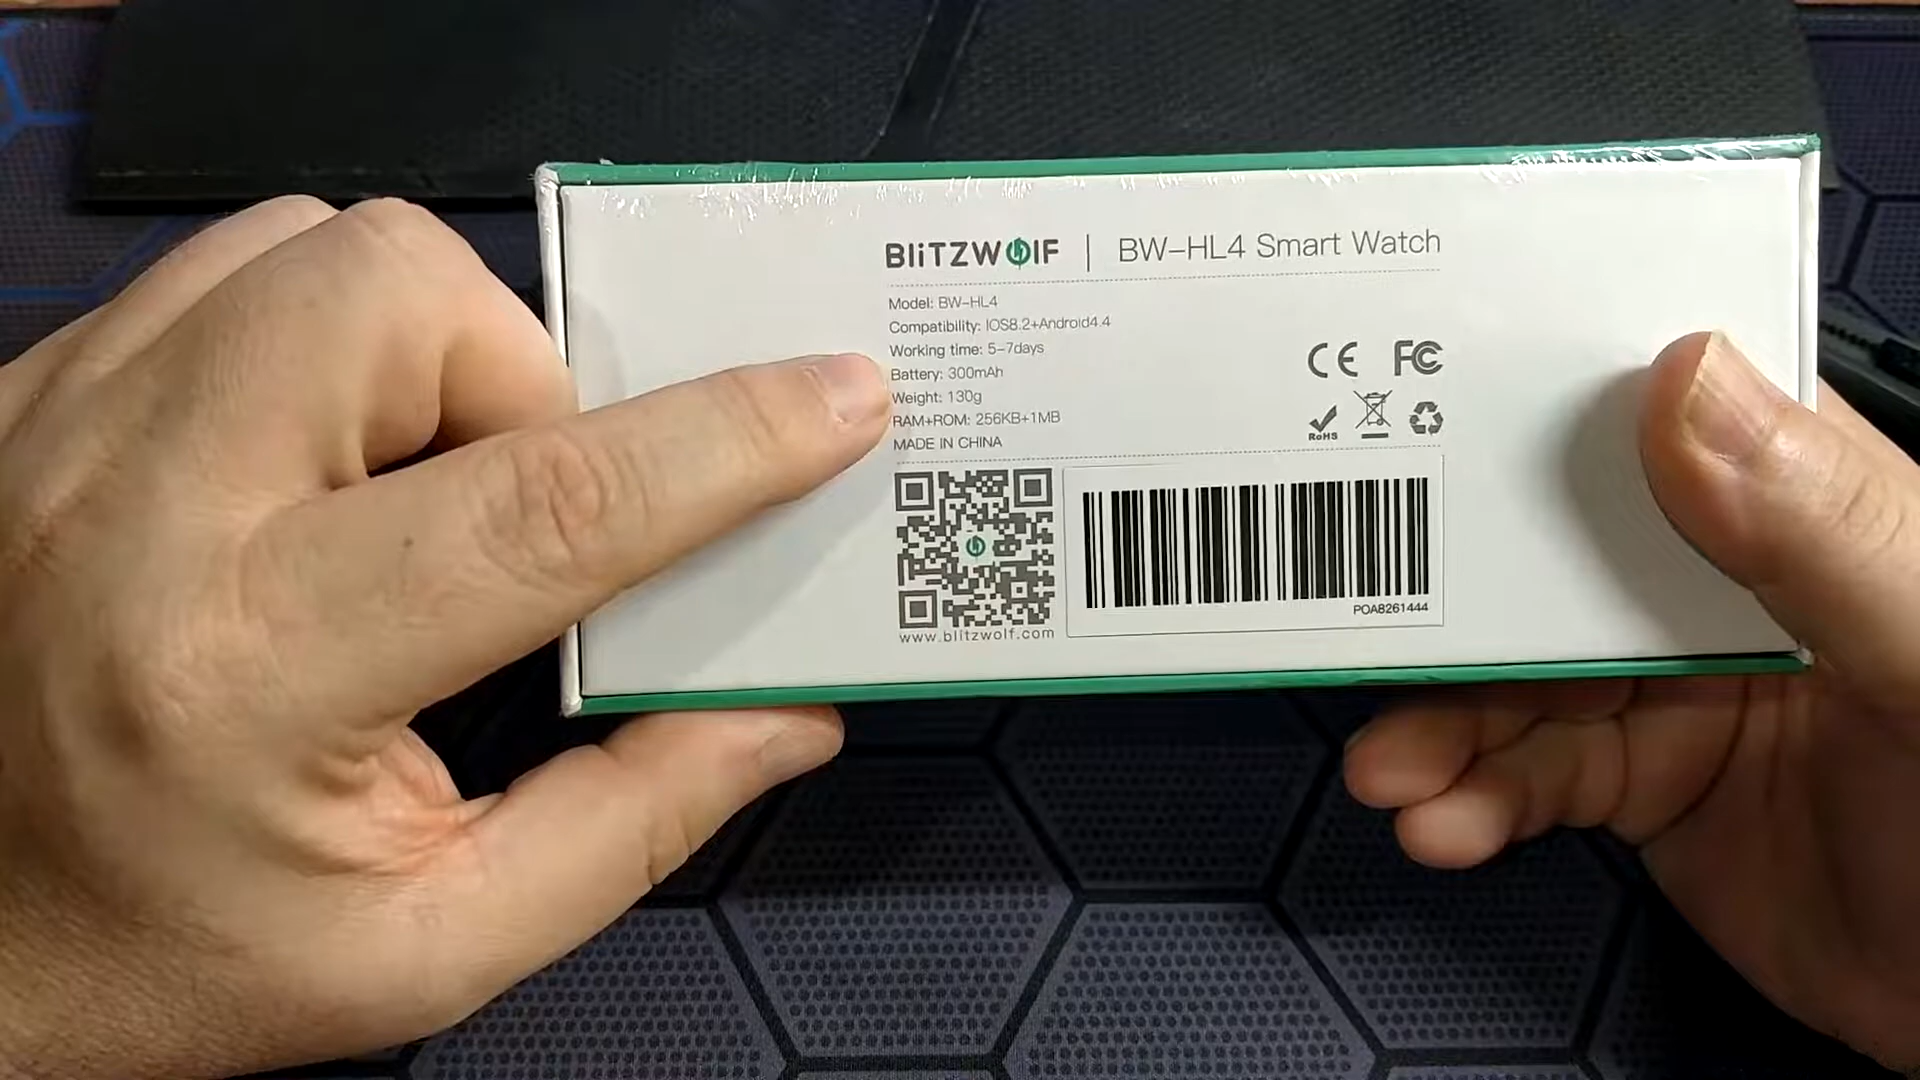 BLiTZWOLF | BW-HL4 Smart Watch
Model: BW-HL4
Compatibility: IOS8.2+Android4.4
Working time: 5-7days
Battery: 300mAh
Weight: 130g
RAM+ROM: 256KB+1MB
MADE IN CHINA
CE FC
RoHS
www.blitzwolf.com
POA8261444